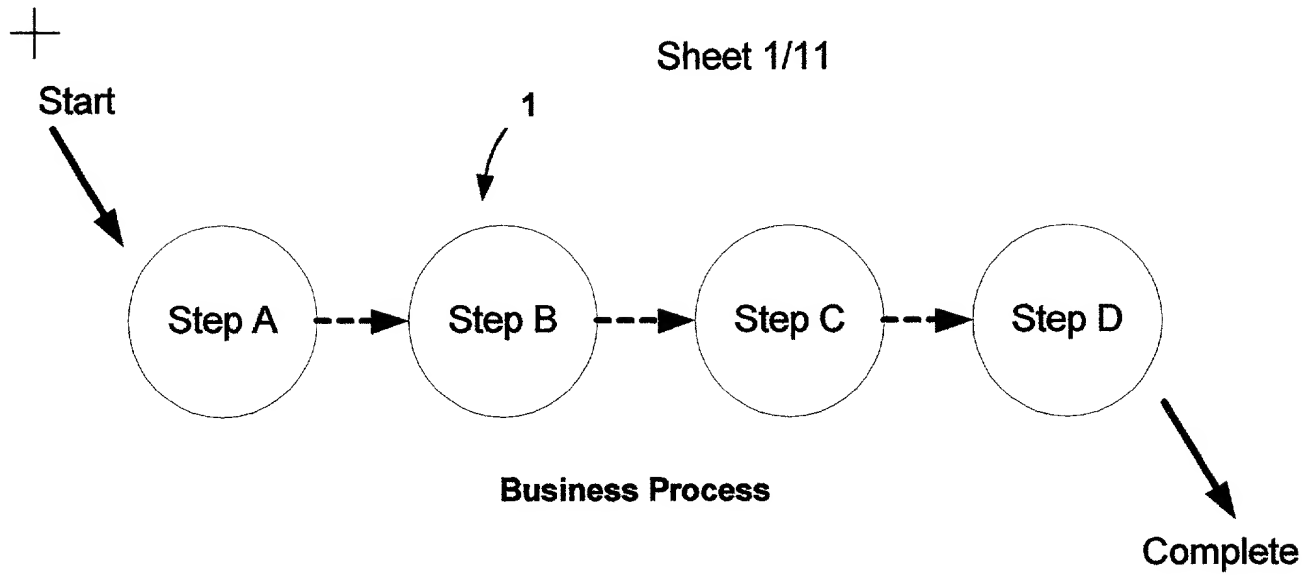 Sheet 1/11
Start
1
Step A
Step B
Step C
Step D
Business Process
Complete